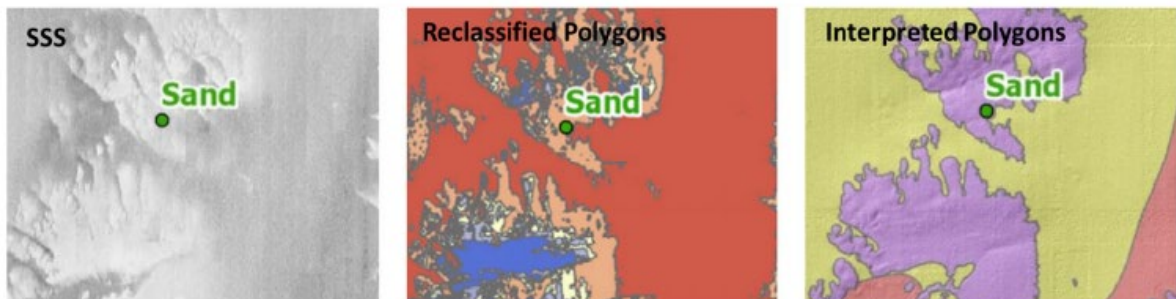 SSS
Sand
Reclassified Polygons
Sand
Interpreted Polygons
Sand